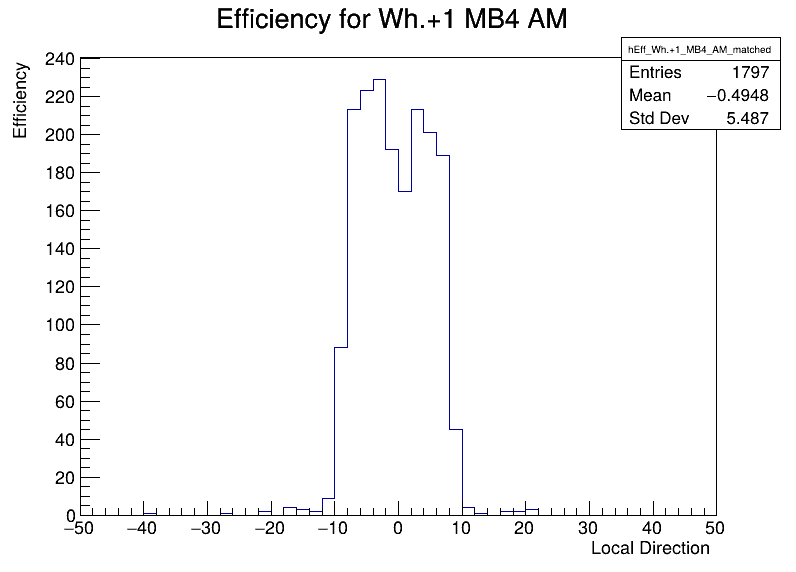 Efficiency for Wh.+1 MB4 AM
hEff_Wh.+1_MB4_AM_matched
Entries 1797
Mean −0.4948
Std Dev 5.487
Efficiency
240
220
200
180
160
140
120
100
80
60
40
20
0
−50 −40 −30 −20 −10 0 10 20 30 40 50
Local Direction